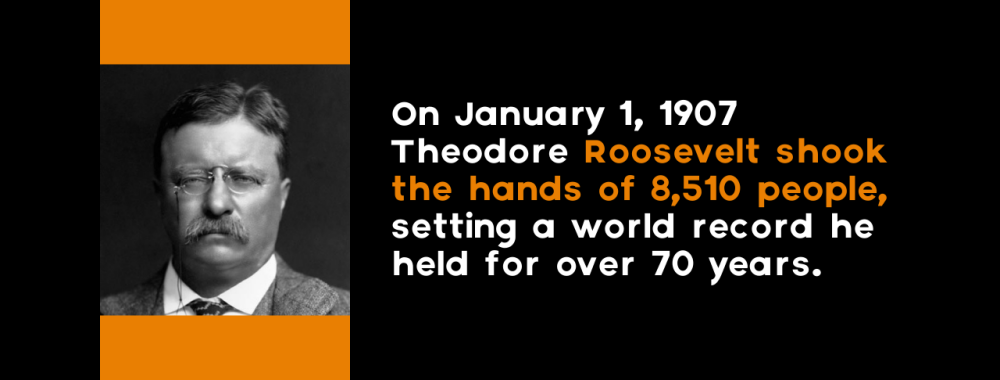 On January 1, 1907
Theodore Roosevelt shook
the hands of 8,510 people,
setting a world record he
held for over 70 years.